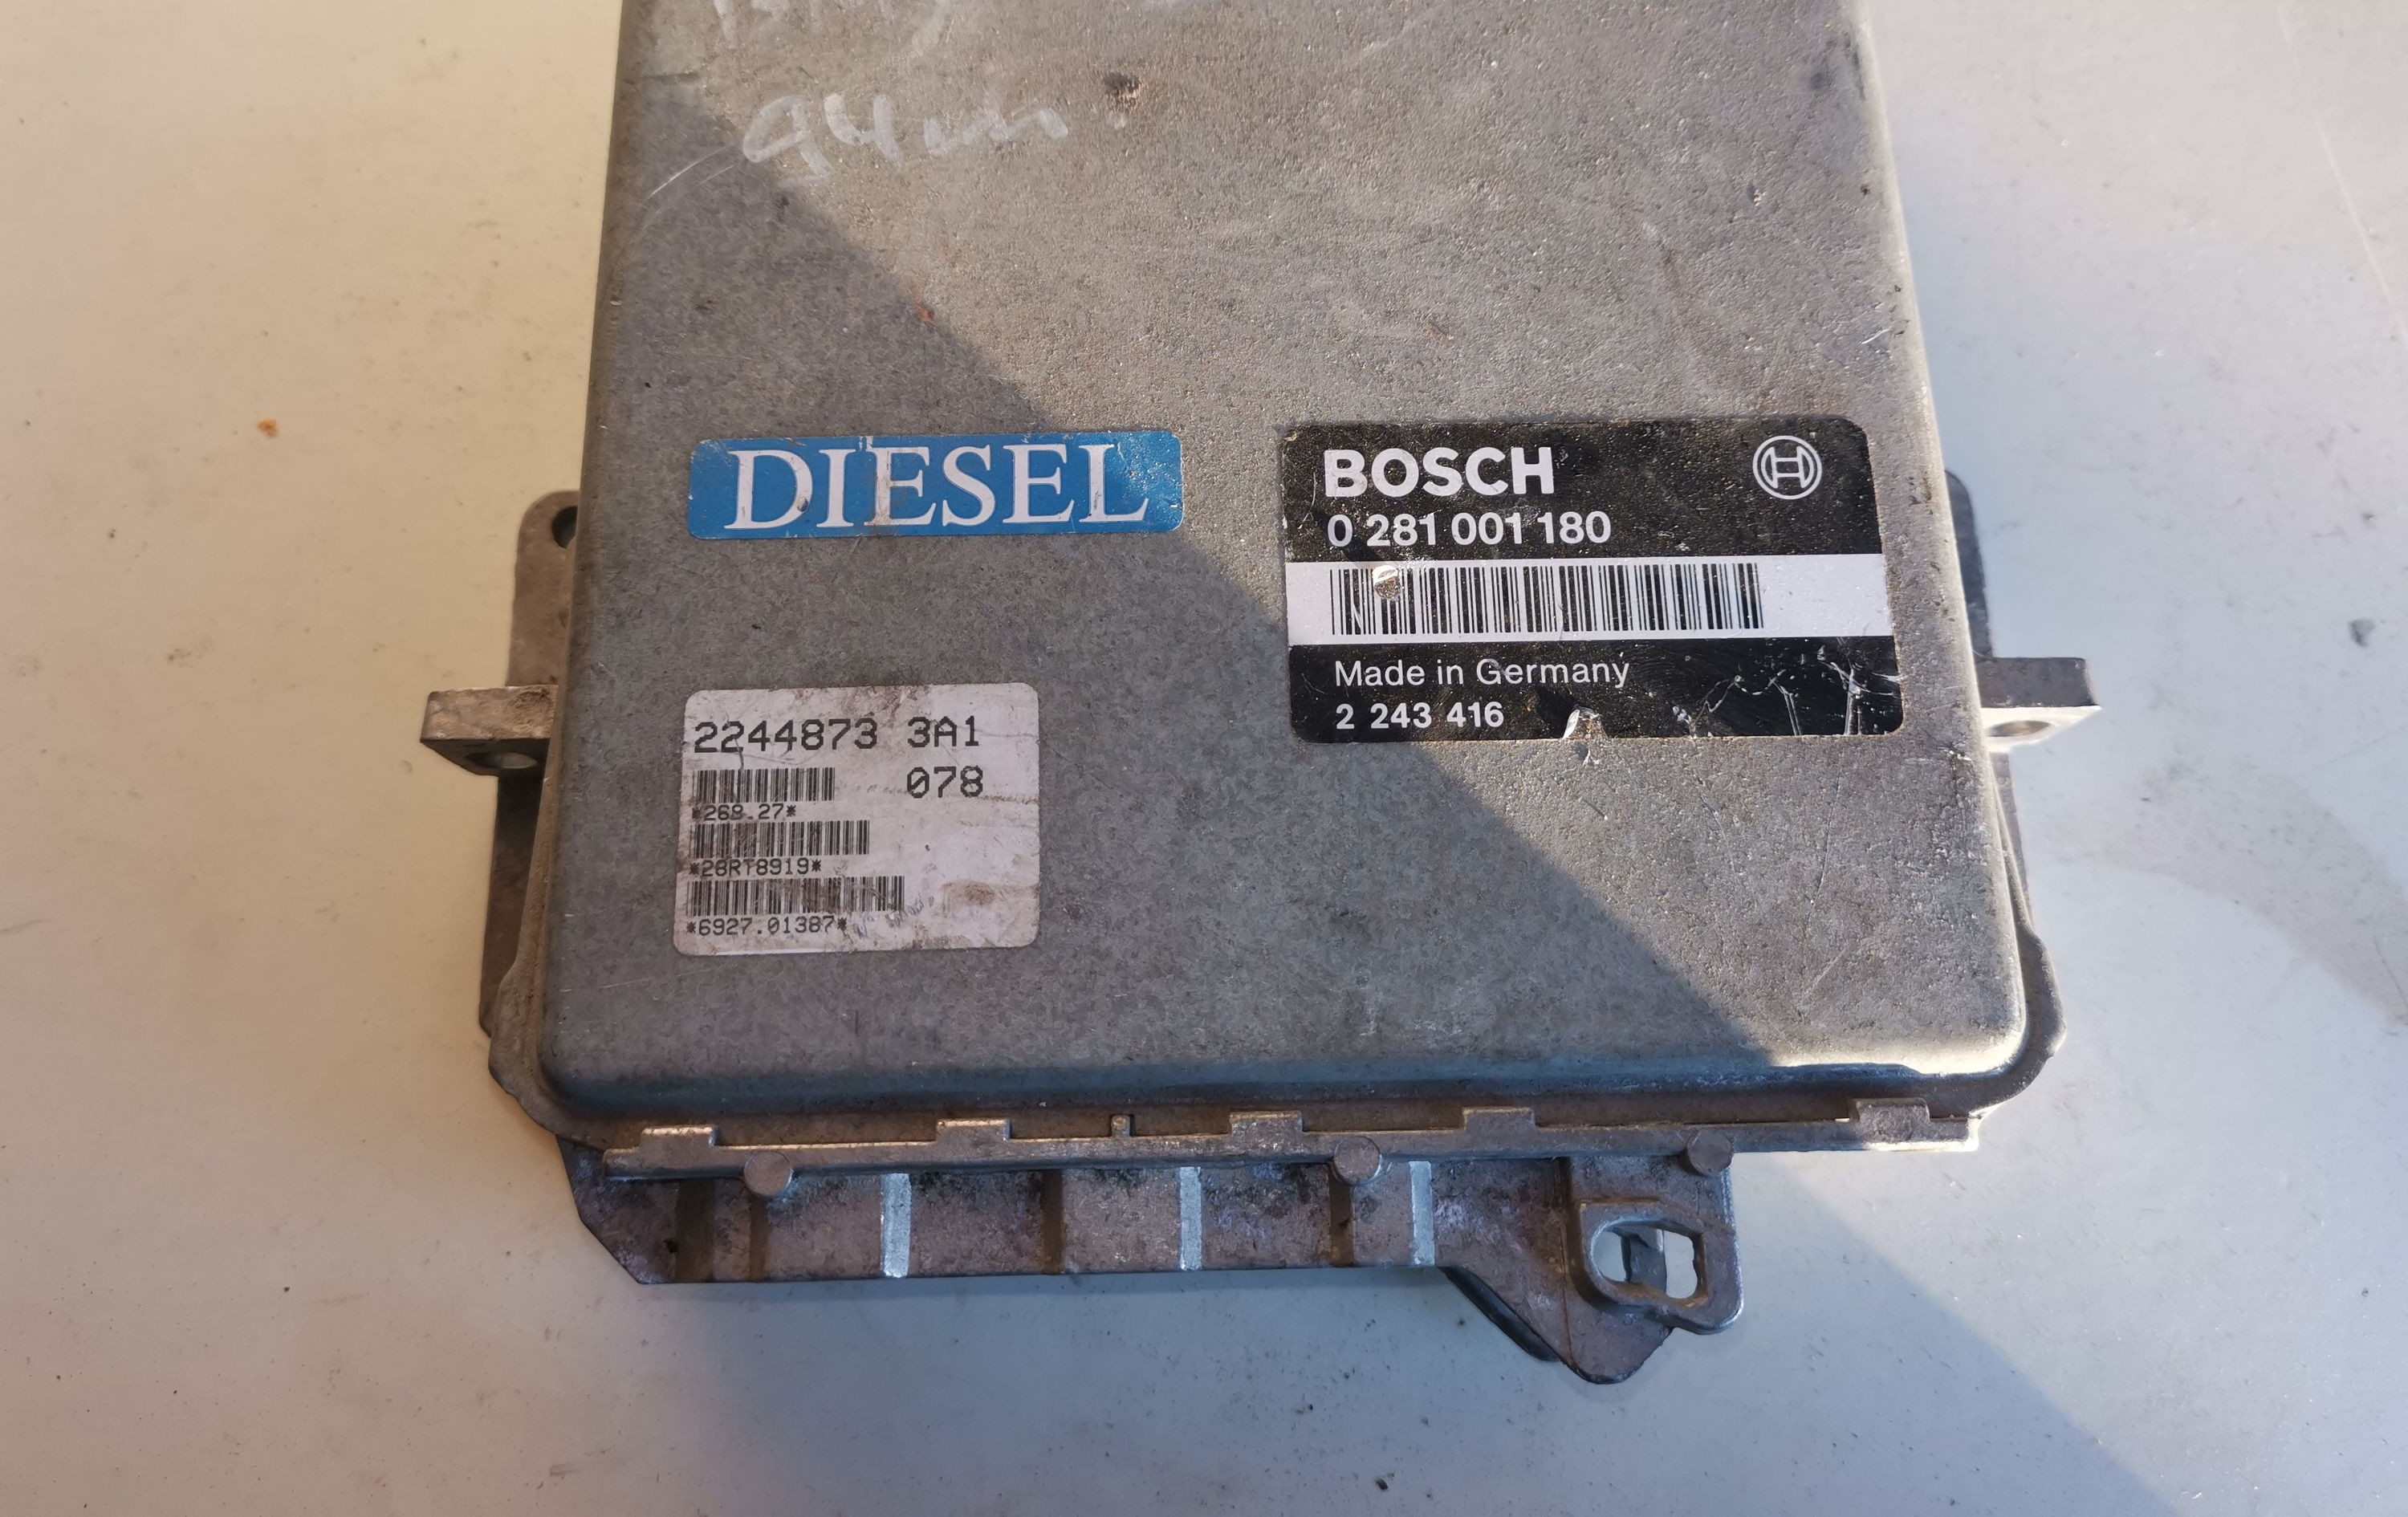 94
DIESEL
BOSCH
0 281 001 180
Made in Germany
2 243 416
2244873 3A1
078
*268.27*
*28RT8919*
*6927.01387*